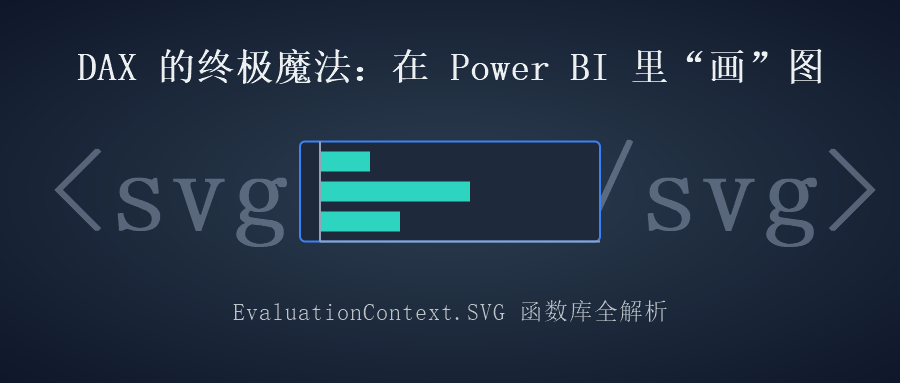 DAX 的终极魔法：在 Power BI 里“画”图
<svg /svg>
EvaluationContext.SVG 函数库全解析